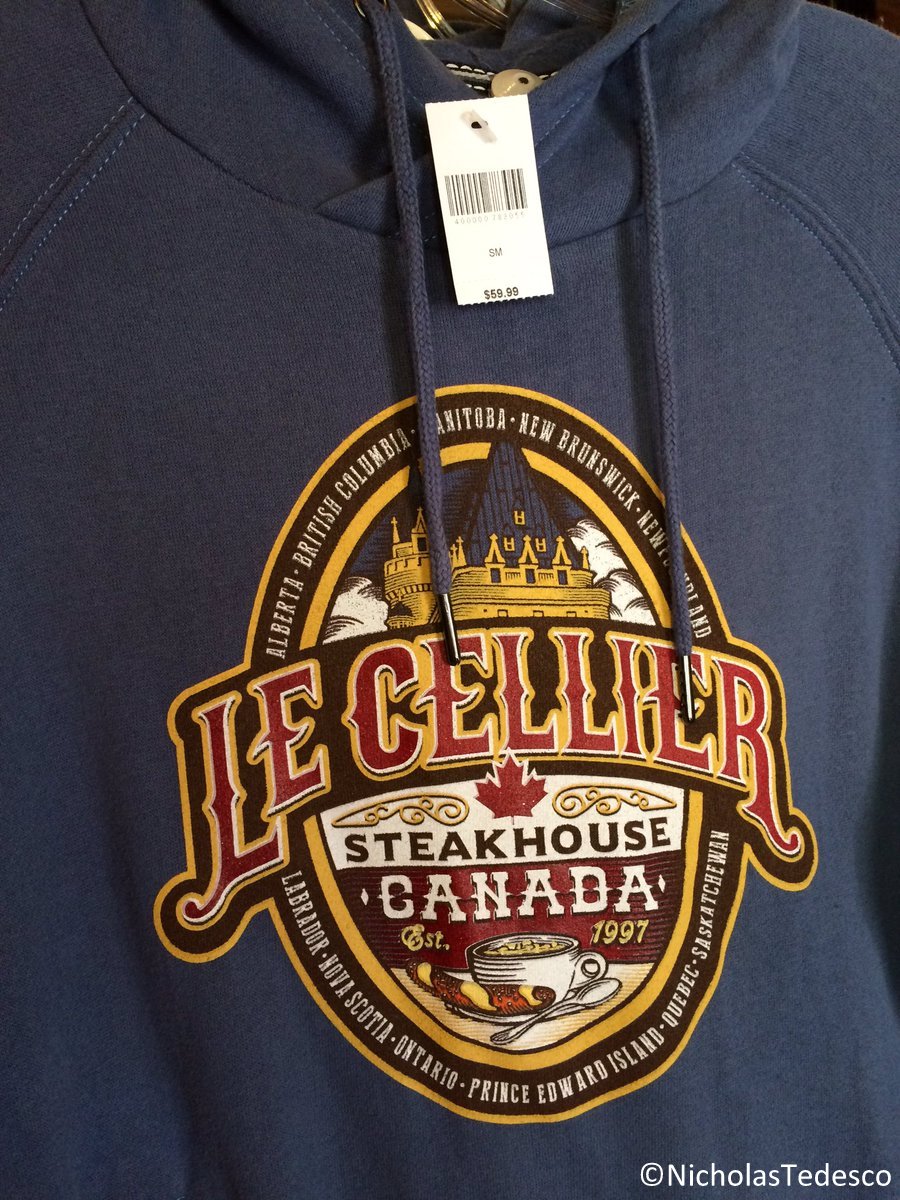 SM
$59.99
ALBERTA · BRITISH COLUMBIA · MANITOBA · NEW BRUNSWICK ·
LE CELLIER
STEAKHOUSE
CANADA
Est. 1997
LABRADOR · NOVA SCOTIA · ONTARIO · PRINCE EDWARD ISLAND · QUEBEC · SASKATCHEWAN
©NicholasTedesco